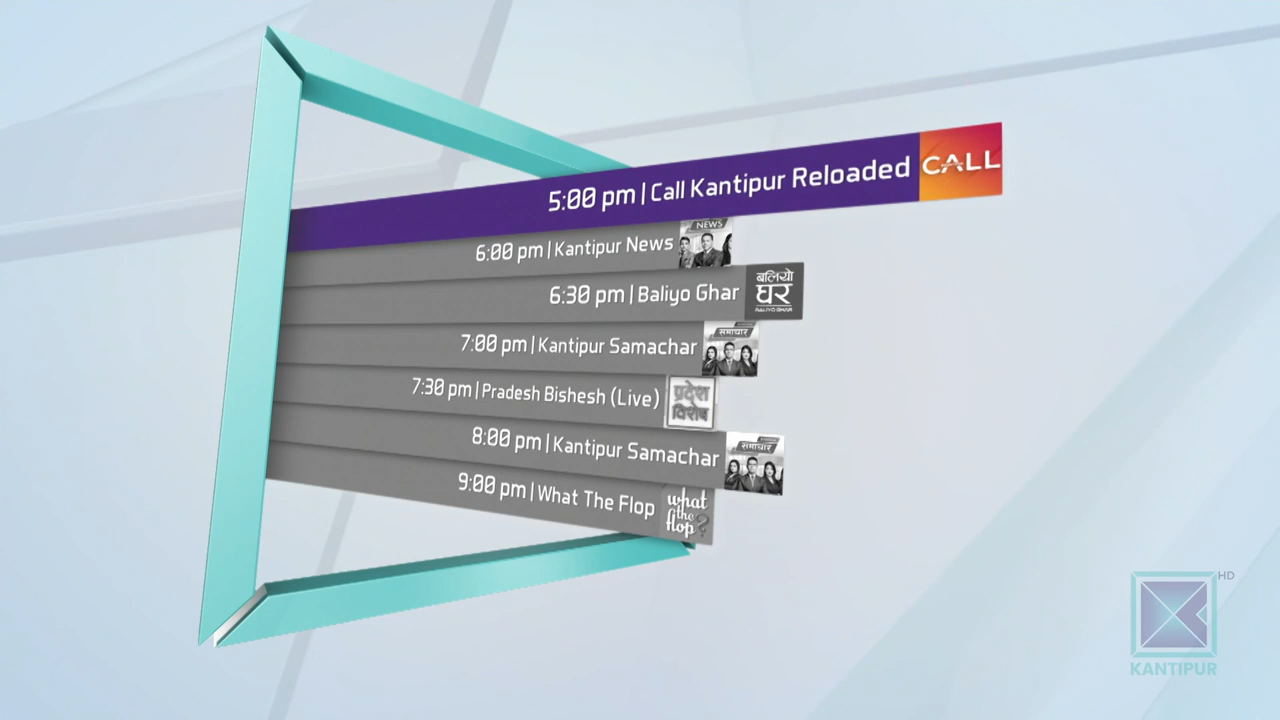 5:00 pm | Call Kantipur Reloaded CALL
6:00 pm | Kantipur News NEWS
6:30 pm | Baliyo Ghar बलियो घर BALIYO GHAR
7:00 pm | Kantipur Samachar समाचार
7:30 pm | Pradesh Bishesh (Live) प्रदेश विशेष
8:00 pm | Kantipur Samachar समाचार
9:00 pm | What The Flop what the flop?
HD
KANTIPUR